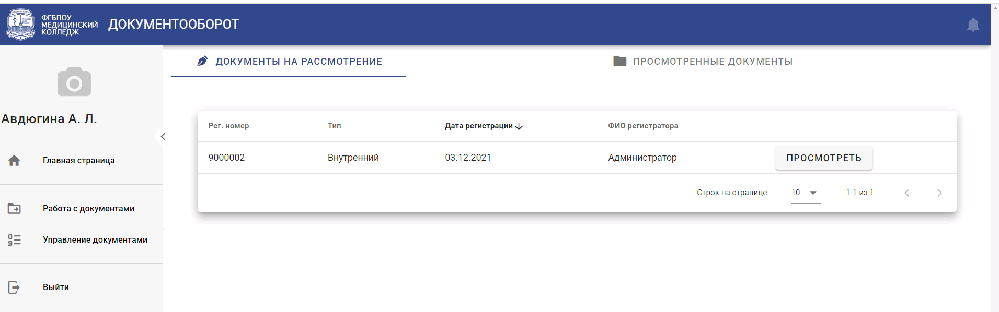 ФГБПОУ
МЕДИЦИНСКИЙ
КОЛЛЕДЖ
ДОКУМЕНТООБОРОТ
Авдюгина А. Л.
Главная страница
Работа с документами
Управление документами
Выйти
ДОКУМЕНТЫ НА РАССМОТРЕНИЕ
ПРОСМОТРЕННЫЕ ДОКУМЕНТЫ
Рег. номер Тип Дата регистрации ФИО регистратора
9000002 Внутренний 03.12.2021 Администратор ПРОСМОТРЕТЬ
Строк на странице: 10 1-1 из 1